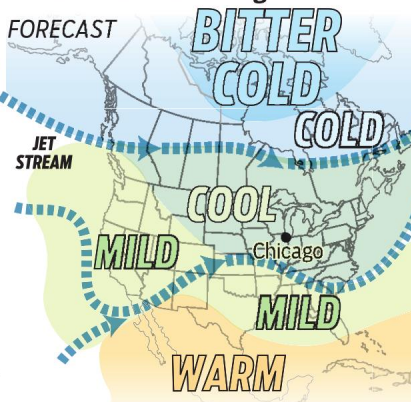 FORECAST
BITTER
COLD
COLD
JET
STREAM
COOL
Chicago
MILD
MILD
WARM